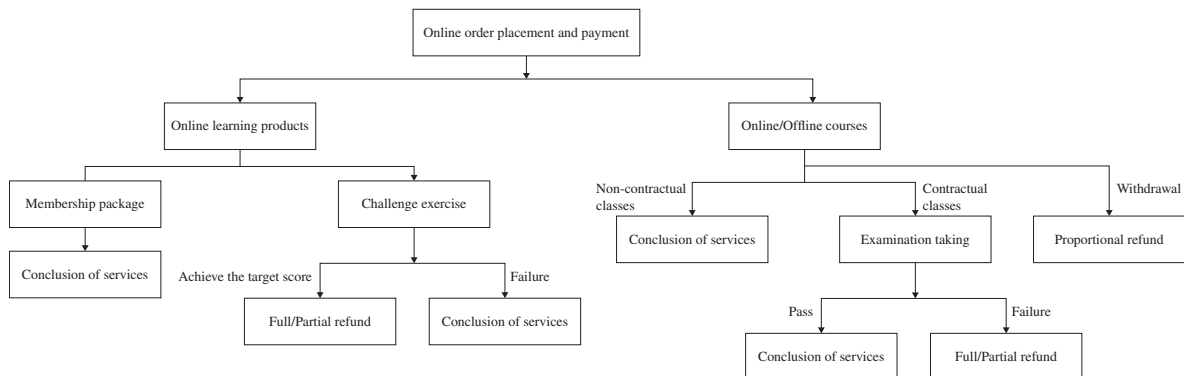 Online order placement and payment
Online learning products
Online/Offline courses
Membership package
Challenge exercise
Non-contractual
classes
Contractual
classes
Withdrawal
Conclusion of services
Examination taking
Proportional refund
Conclusion of services
Achieve the target score
Failure
Full/Partial refund
Conclusion of services
Pass
Failure
Conclusion of services
Full/Partial refund